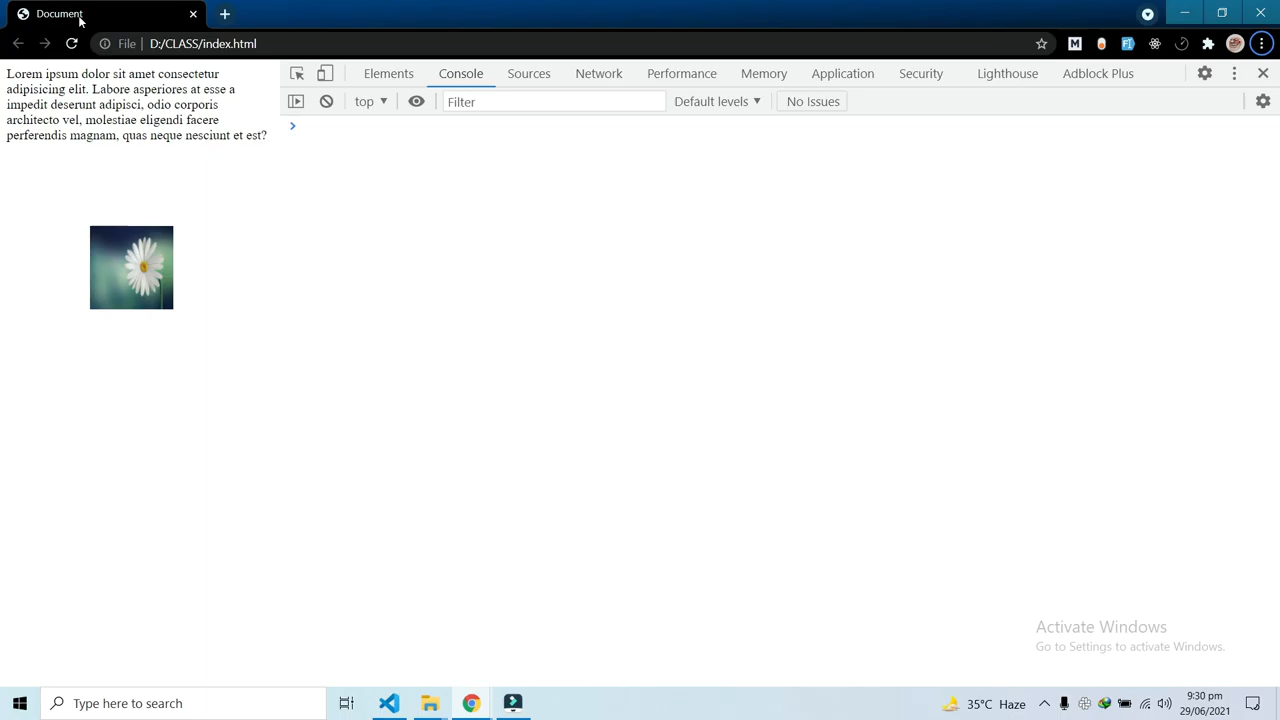 Document
File
D:/CLASS/index.html
Lorem ipsum dolor sit amet consectetur
adipisicing elit. Labore asperiores at esse a
impedit deserunt adipisci, odio corporis
architecto vel, molestiae eligendi facere
perferendis magnam, quas neque nesciunt et est?
Elements Console Sources Network Performance Memory Application Security Lighthouse Adblock Plus
top Filter Default levels No Issues
Activate Windows
Go to Settings to activate Windows.
Type here to search
35°C Haze
9:30 pm
29/06/2021